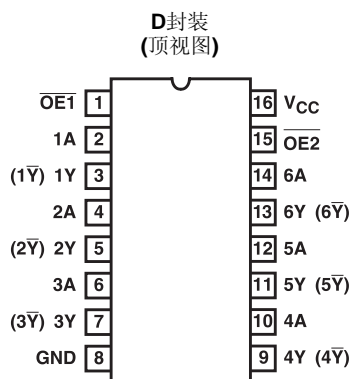 D封装
(顶视图)
OE1 1 16 VCC
1A 2 15 OE2
(1Y) 1Y 3 14 6A
2A 4 13 6Y (6Y)
(2Y) 2Y 5 12 5A
3A 6 11 5Y (5Y)
(3Y) 3Y 7 10 4A
GND 8 9 4Y (4Y)